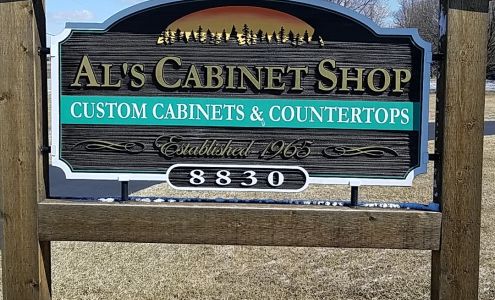 AL'S CABINET SHOP
CUSTOM CABINETS & COUNTERTOPS
Established 1965
8830